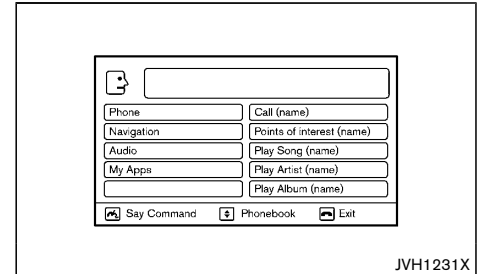 Phone Call (name)
Navigation Points of interest (name)
Audio Play Song (name)
My Apps Play Artist (name)
Play Album (name)
Say Command Phonebook Exit
JVH1231X